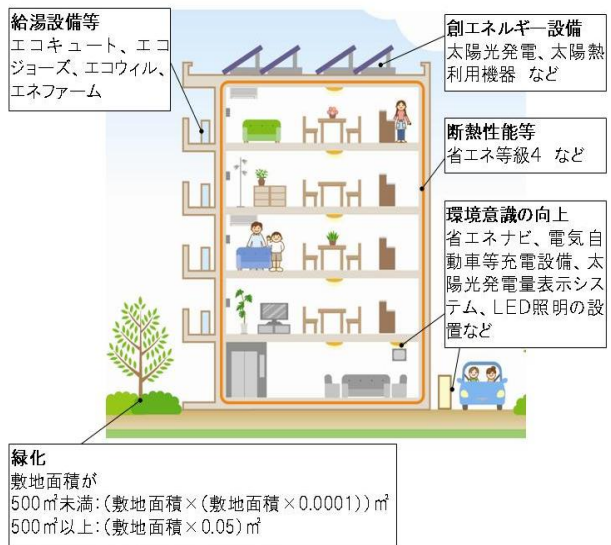 給湯設備等
エコキュート、エコ
ジョーズ、エコウィル、
エネファーム
創エネルギー設備
太陽光発電、太陽熱
利用機器 など
断熱性能等
省エネ等級4 など
環境意識の向上
省エネナビ、電気自
動車等充電設備、太
陽光発電量表示シス
テム、LED照明の設
置など
緑化
敷地面積が
500㎡未満:(敷地面積×(敷地面積×0.0001))㎡
500㎡以上:(敷地面積×0.05)㎡